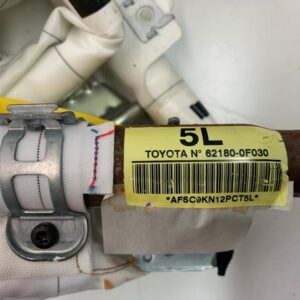 5L
TOYOTA N° 62180-0F030
*AFSC9KN12PCT5L*